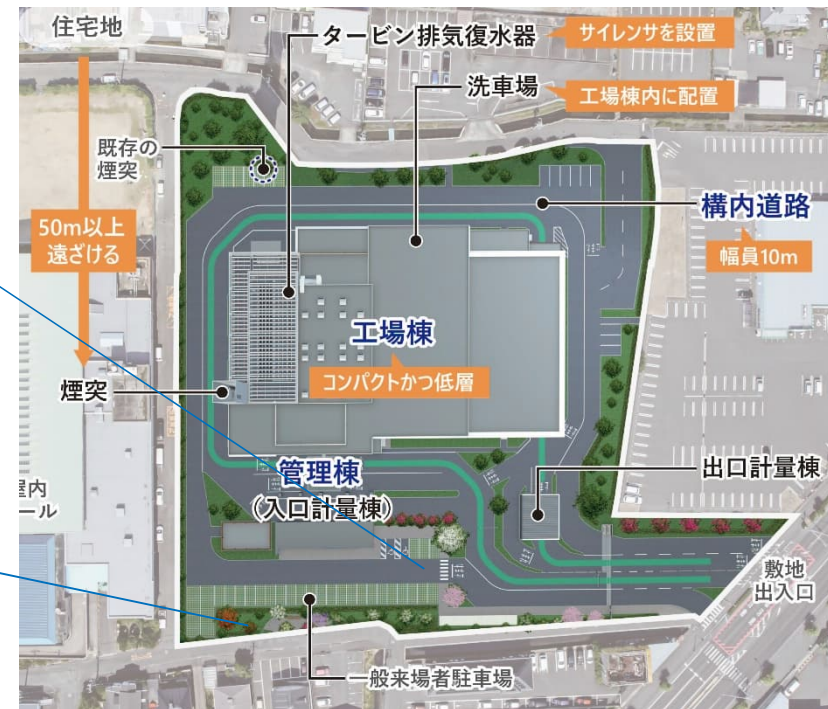 住宅地
タービン排気復水器
サイレンサを設置
洗車場
工場棟内に配置
既存の
煙突
構内道路
幅員10m
50m以上
遠ざける
工場棟
コンパクトかつ低層
煙突
管理棟
（入口計量棟）
出口計量棟
屋内
ール
敷地
出入口
一般来場者駐車場